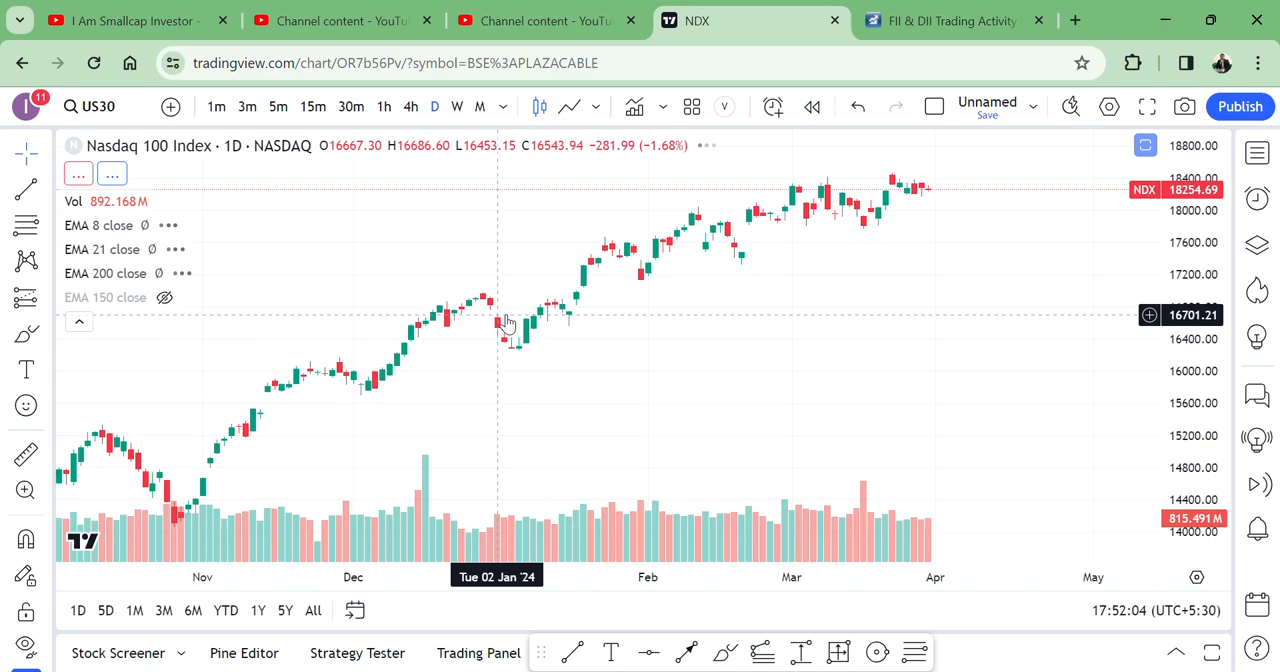 I Am Smallcap Investor -
Channel content - YouTu
Channel content - YouTu
NDX
FII & DII Trading Activity
tradingview.com/chart/OR7b56Pv/?symbol=BSE%3APLAZACABLE
I
11
US30
1m 3m 5m 15m 30m 1h 4h D W M
V
Unnamed
Save
Publish
N Nasdaq 100 Index · 1D · NASDAQ O16667.30 H16686.60 L16453.15 C16543.94 −281.99 (−1.68%)
Vol 892.168M
EMA 8 close
EMA 21 close
EMA 200 close
EMA 150 close
18800.00
18400.00
NDX 18254.69
18000.00
17600.00
17200.00
16701.21
16400.00
16000.00
15600.00
15200.00
14800.00
14400.00
815.491M
14000.00
Nov Dec Tue 02 Jan '24 Feb Mar Apr May
1D 5D 1M 3M 6M YTD 1Y 5Y All
17:52:04 (UTC+5:30)
Stock Screener Pine Editor Strategy Tester Trading Panel